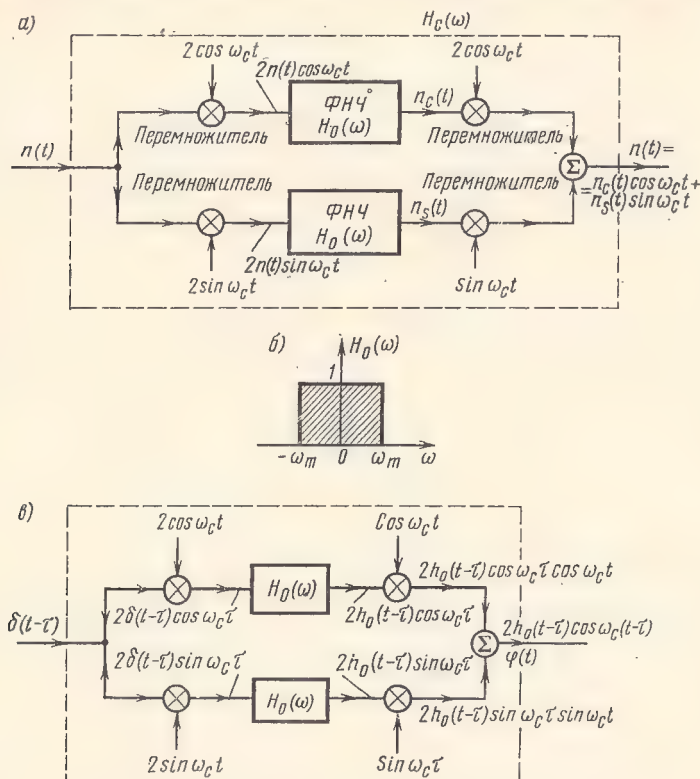 а)
H_c(ω)
2cos ω_c t
2cos ω_c t
2n(t)cos ω_c t
ФНЧ
H_0(ω)
n_c(t)
Перемножитель
Перемножитель
n(t)
n(t)=
=n_c(t)cos ω_c t+
n_s(t)sin ω_c t
Σ
Перемножитель
Перемножитель
ФНЧ
H_0(ω)
n_s(t)
2n(t)sin ω_c t
2sin ω_c t
sin ω_c t
б)
H_0(ω)
1
-ω_m 0 ω_m ω
в)
2cos ω_c t
Cos ω_c t
H_0(ω)
2h_0(t-τ)cos ω_c τ cos ω_c t
2δ(t-τ)cos ω_c τ
2h_0(t-τ)cos ω_c τ
δ(t-τ)
Σ
2h_0(t-τ)cos ω_c(t-τ)
φ(t)
2δ(t-τ)sin ω_c τ
2h_0(t-τ)sin ω_c τ
H_0(ω)
2h_0(t-τ)sin ω_c τ sin ω_c t
2sin ω_c t
Sin ω_c τ